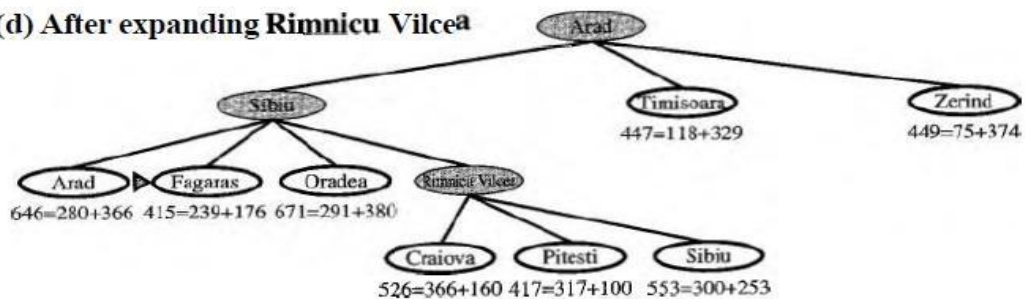 (d) After expanding Rimnicu Vilcea
Arad
Sibiu Timisoara Zerind
447=118+329 449=75+374
Arad Fagaras Oradea Rimnicu Vilcea
646=280+366 415=239+176 671=291+380
Craiova Pitesti Sibiu
526=366+160 417=317+100 553=300+253